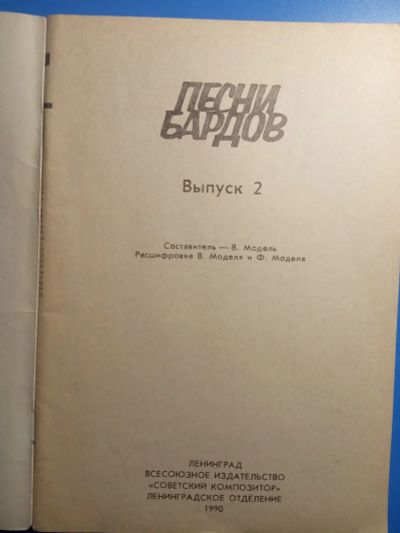 ПЕСНИ
БАРДОВ
Выпуск 2
Составитель — В. Модель
Расшифровка В. Моделя и Ф. Моделя
ЛЕНИНГРАД
ВСЕСОЮЗНОЕ ИЗДАТЕЛЬСТВО
«СОВЕТСКИЙ КОМПОЗИТОР»
ЛЕНИНГРАДСКОЕ ОТДЕЛЕНИЕ
1990